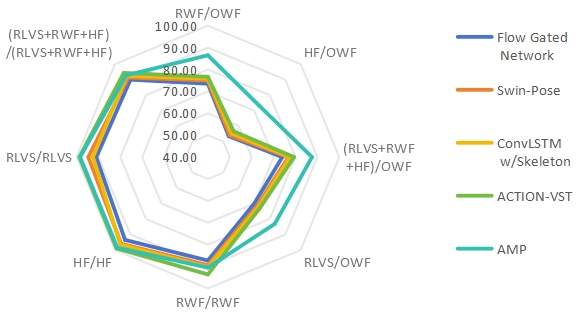 RWF/OWF
HF/OWF
(RLVS+RWF
+HF)/OWF
RLVS/OWF
RWF/RWF
HF/HF
RLVS/RLVS
(RLVS+RWF+HF)
/(RLVS+RWF+HF)
100.00
90.00
80.00
70.00
60.00
50.00
40.00
Flow Gated
Network
Swin-Pose
ConvLSTM
w/Skeleton
ACTION-VST
AMP